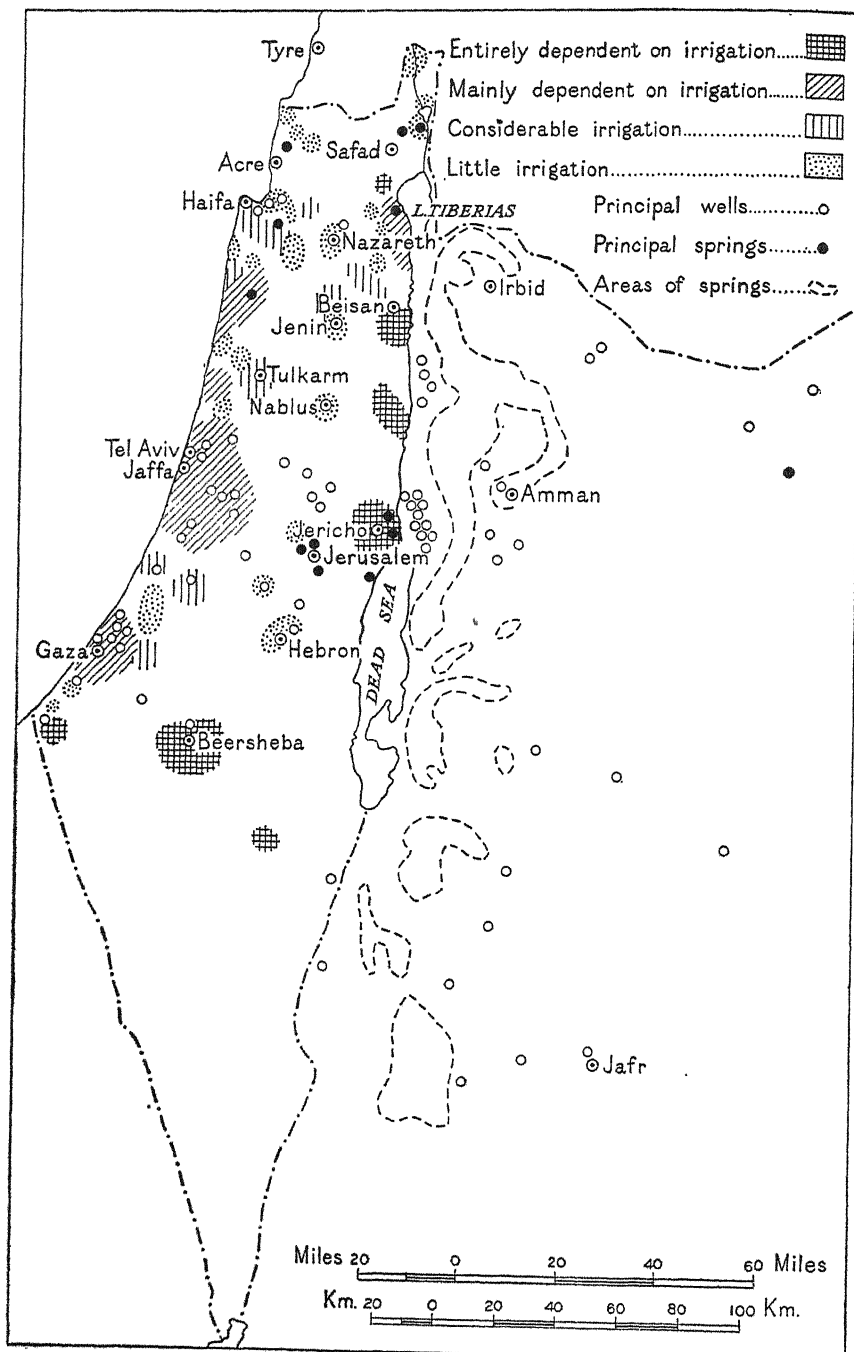 Tyre
Entirely dependent on irrigation......
Mainly dependent on irrigation......
Considerable irrigation......................
Little irrigation..............................
Principal wells.........
Principal springs.......
Areas of springs.....
Safad
Acre
Haifa
L.TIBERIAS
Nazareth
Irbid
Beisan
Jenin
Tulkarm
Nablus
Tel Aviv
Jaffa
Amman
Jericho
Jerusalem
DEAD SEA
Gaza
Hebron
Beersheba
Jafr
Miles 20 0 20 40 60 Miles
Km. 20 0 20 40 60 80 100 Km.